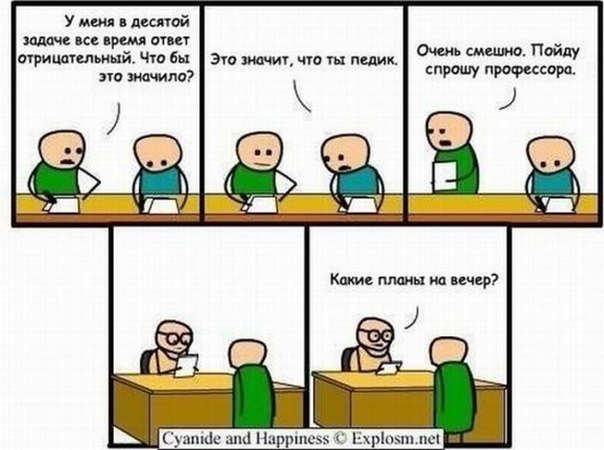 У меня в десятой
задаче все время ответ
отрицательный. Что бы
это значило?
Это значит, что ты педик.
Очень смешно. Пойду
спрошу профессора.
Какие планы на вечер?
Cyanide and Happiness © Explosm.net